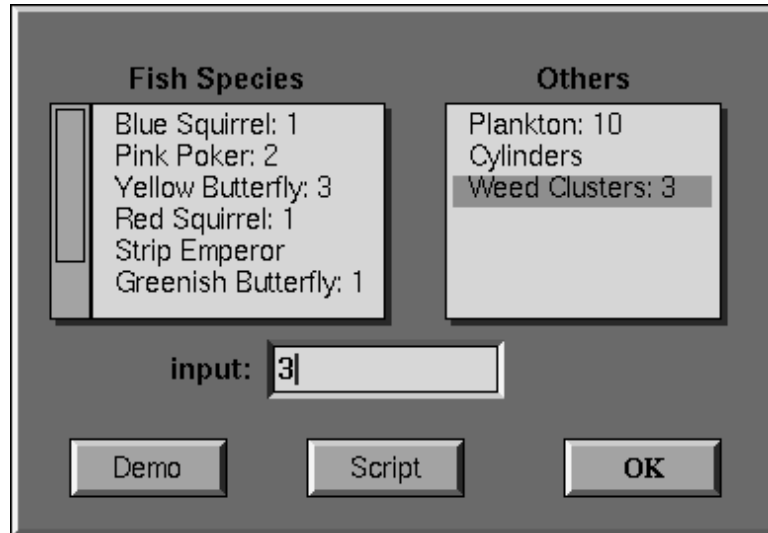 Fish Species
Blue Squirrel: 1
Pink Poker: 2
Yellow Butterfly: 3
Red Squirrel: 1
Strip Emperor
Greenish Butterfly: 1
Others
Plankton: 10
Cylinders
Weed Clusters: 3
input: 3
Demo Script OK